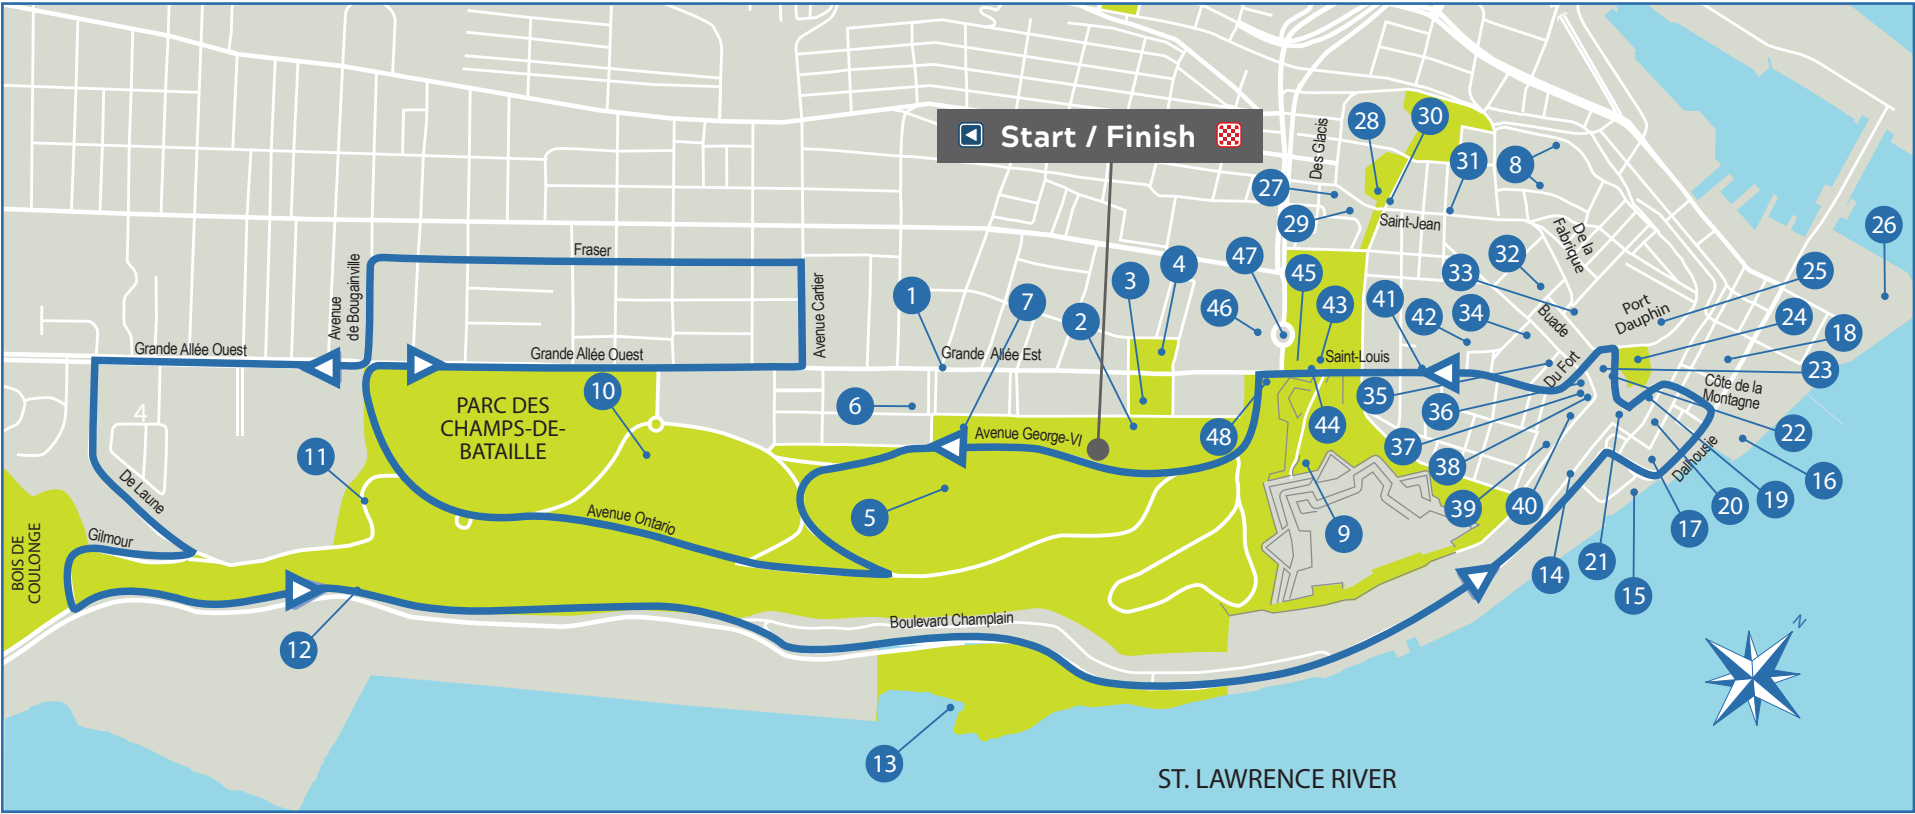 Start / Finish
Des Glacis
28
30
31
8
27
29
Saint-Jean
De la
Fabrique
26
Fraser
Avenue
de Bougainville
Avenue Cartier
1
7
2
3
4
47
45
46
43
41
42
33
32
34
Buade
Port
Dauphin
25
24
18
Grande Allée Ouest
Grande Allée Ouest
Grande Allée Est
Saint-Louis
Du Fort
23
Côte de la
Montagne
10
6
PARC DES
CHAMPS-DE-
BATAILLE
4
Avenue George-VI
48
44
35
36
37
38
22
Dalhousie
11
De Laune
5
Avenue Ontario
9
39
40
14
21
15
17
20
19
16
BOIS DE
COULONGE
Gilmour
12
Boulevard Champlain
13
N
ST. LAWRENCE RIVER